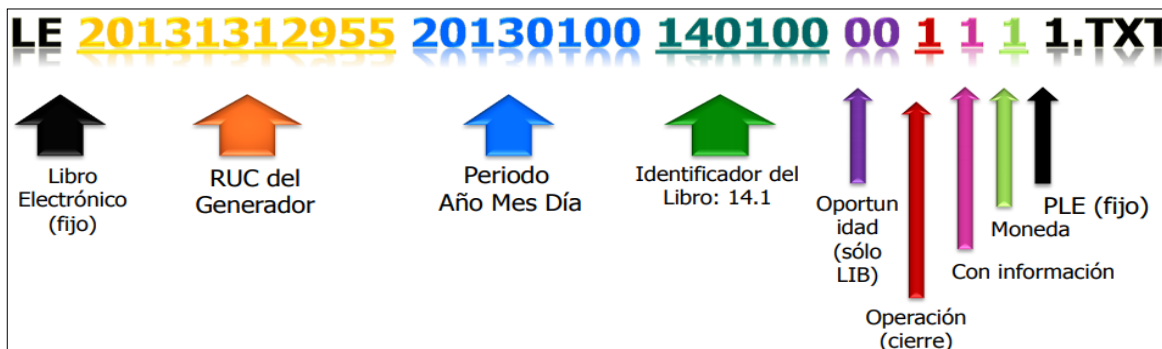 LE 20131312955 20130100 140100 00 1 1 1 1.TXT
Libro
Electrónico
(fijo)
RUC del
Generador
Periodo
Año Mes Día
Identificador del
Libro: 14.1
Oportun
idad
(sólo
LIB)
Operación
(cierre)
Con información
Moneda
PLE (fijo)